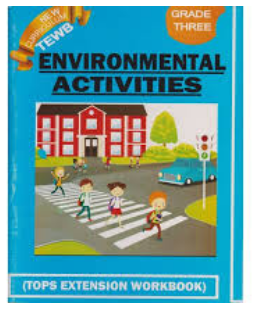 NEW
CURRICULUM
TEWB
GRADE
THREE
ENVIRONMENTAL
ACTIVITIES
(TOPS EXTENSION WORKBOOK)